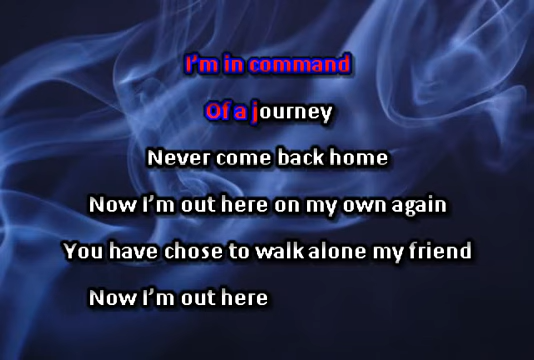 I'm in command
Of a journey
Never come back home
Now I'm out here on my own again
You have chose to walk alone my friend
Now I'm out here